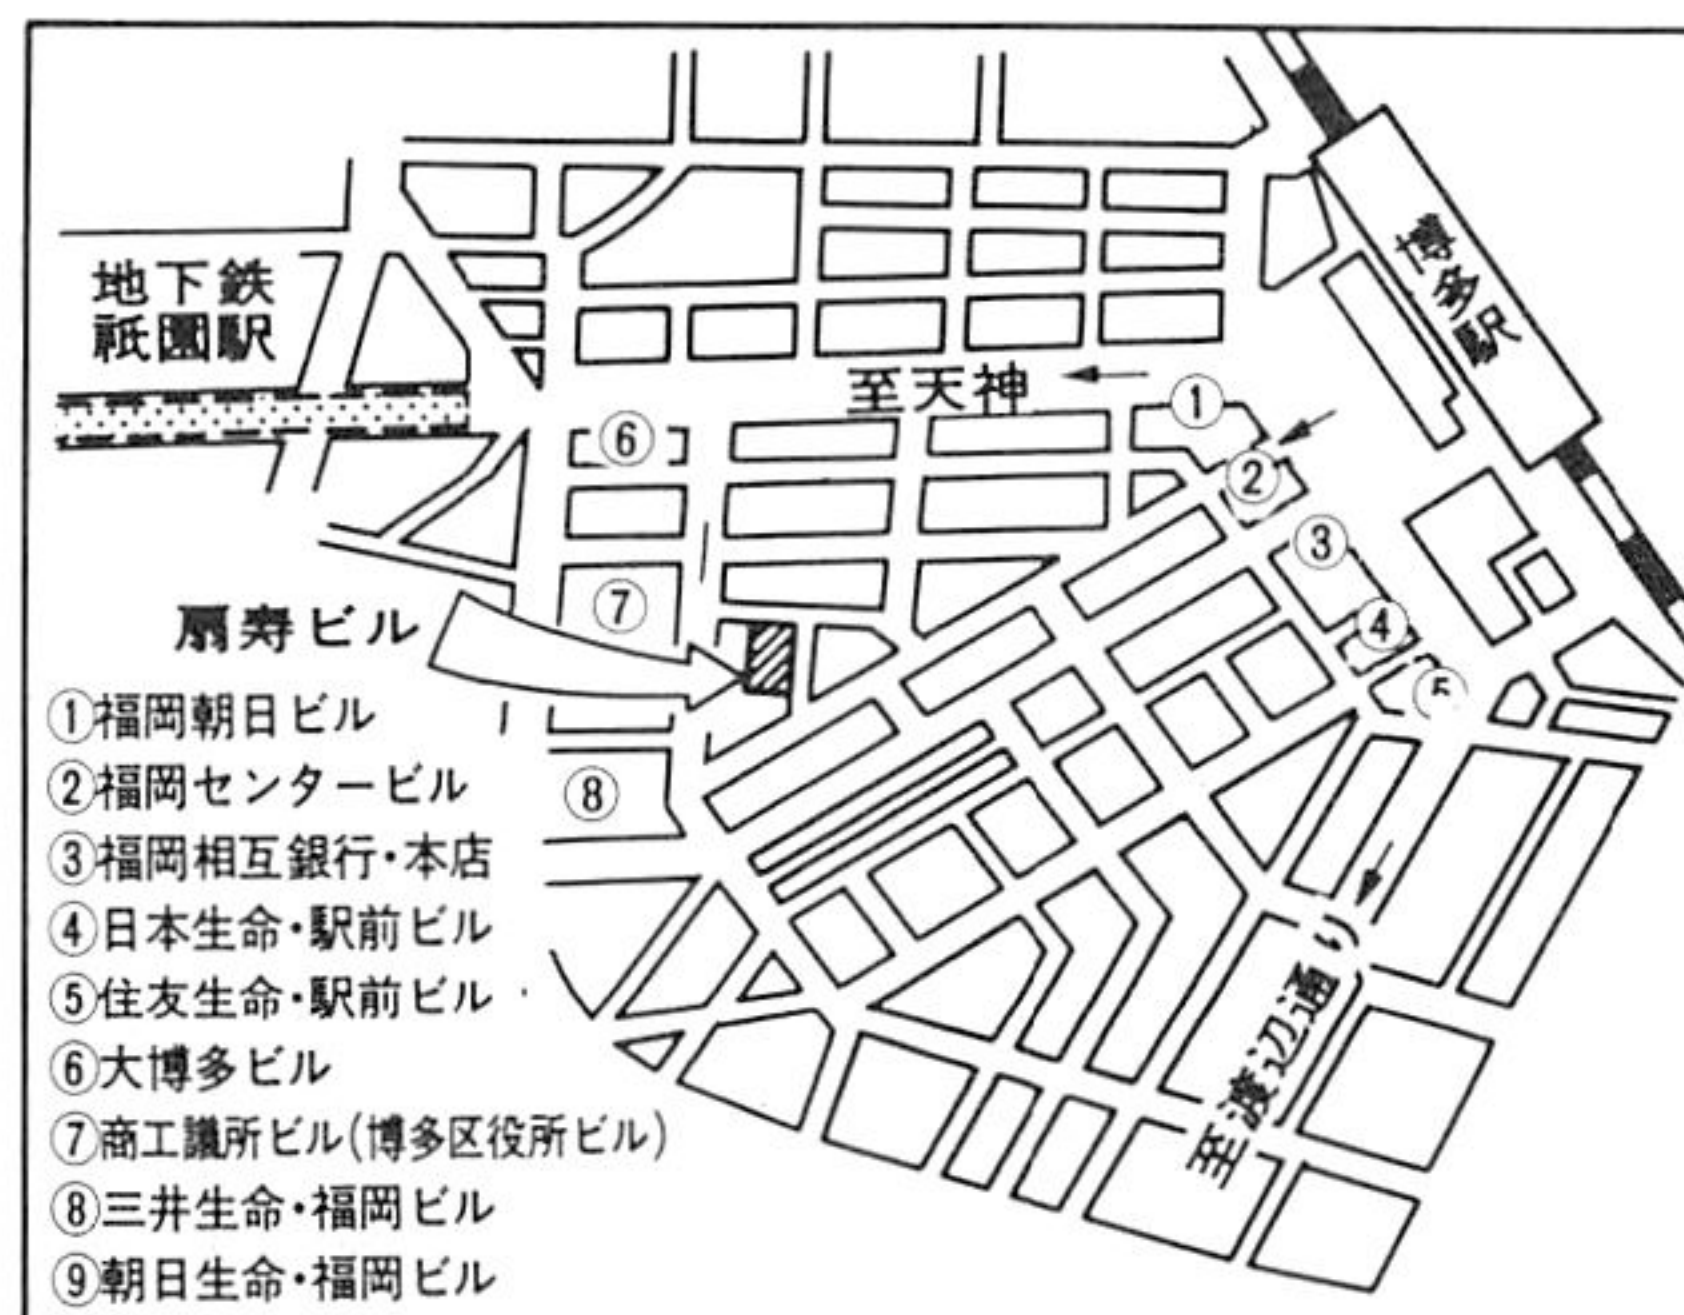 地下鉄
祇園駅
博多駅
至天神
①
⑥
②
③
⑦
扇寿ビル
④
⑤
⑧
至渡辺通り
①福岡朝日ビル
②福岡センタービル
③福岡相互銀行・本店
④日本生命・駅前ビル
⑤住友生命・駅前ビル
⑥大博多ビル
⑦商工議所ビル(博多区役所ビル)
⑧三井生命・福岡ビル
⑨朝日生命・福岡ビル